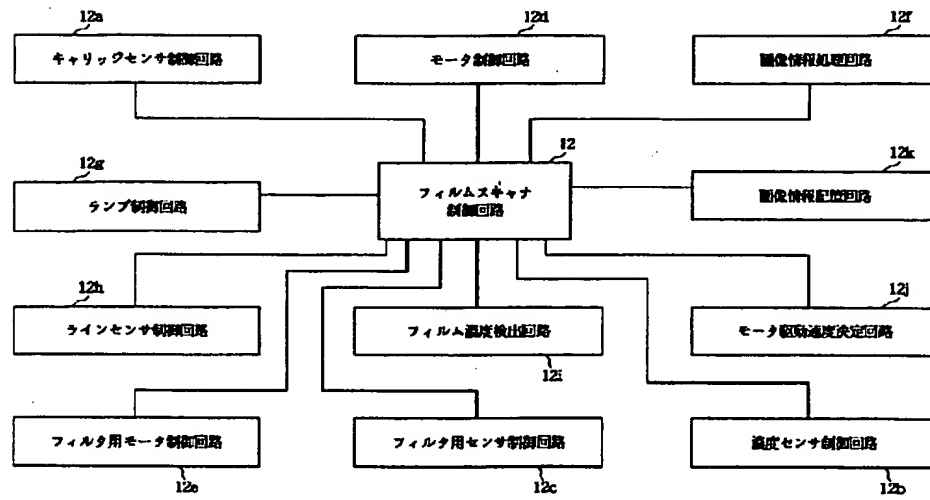 12a
キャリッジセンサ制御回路
12d
モータ制御回路
12f
画像情報処理回路
12g
ランプ制御回路
12
フィルムスキャナ
制御回路
12k
画像情報記憶回路
12h
ラインセンサ制御回路
フィルム濃度検出回路
12i
12j
モータ駆動速度決定回路
フィルタ用モータ制御回路
12e
フィルタ用センサ制御回路
12c
濃度センサ制御回路
12b